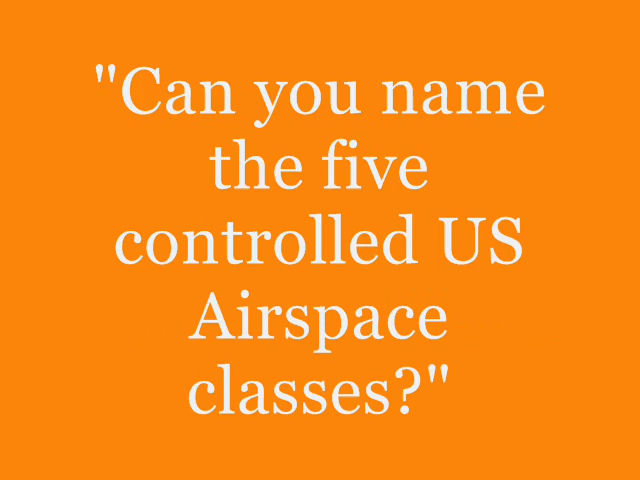 "Can you name
the five
controlled US
Airspace
classes?"